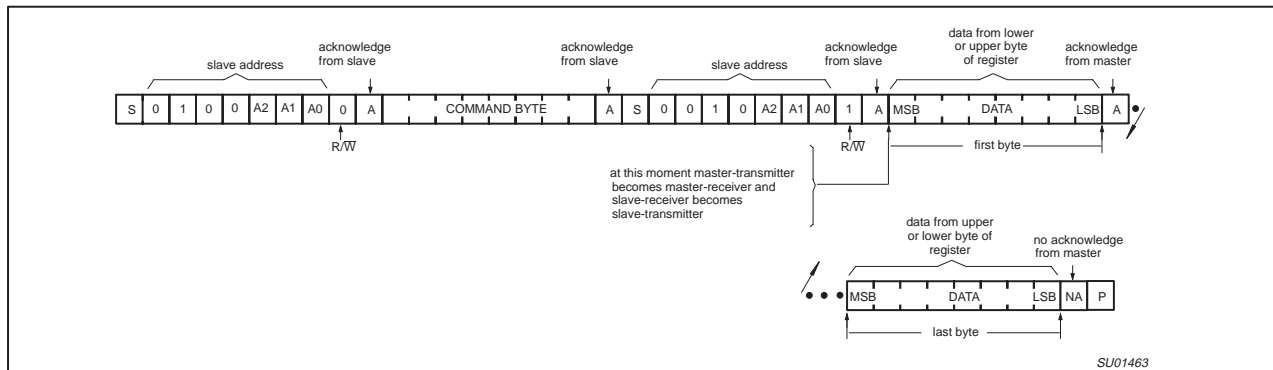 slave address
acknowledge
from slave
acknowledge
from slave
slave address
acknowledge
from slave
data from lower
or upper byte
of register
acknowledge
from master
S 0 1 0 0 A2 A1 A0 0 A COMMAND BYTE A S 0 0 1 0 A2 A1 A0 1 A MSB DATA LSB A
R/W̅
R/W̅
first byte
at this moment master-transmitter
becomes master-receiver and
slave-receiver becomes
slave-transmitter
data from upper
or lower byte of
register
no acknowledge
from master
MSB DATA LSB NA P
last byte
SU01463